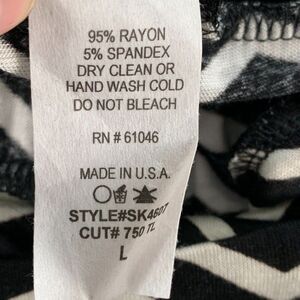 95% RAYON
5% SPANDEX
DRY CLEAN OR
HAND WASH COLD
DO NOT BLEACH
RN # 61046
MADE IN U.S.A.
STYLE#SK4607
CUT# 750 TL
L